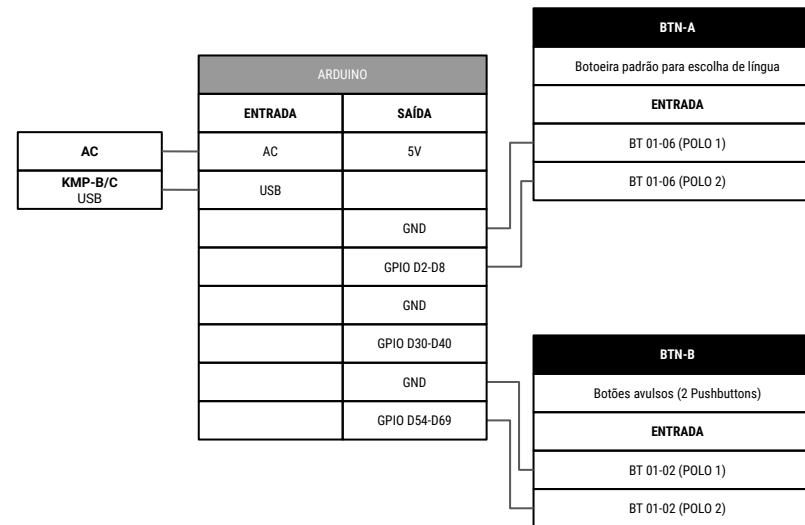 BTN-A
Botoeira padrão para escolha de língua
ENTRADA
BT 01-06 (POLO 1)
BT 01-06 (POLO 2)
ARDUINO
ENTRADA SAÍDA
AC AC 5V
KMP-B/C
USB
USB
GND
GPIO D2-D8
GND
GPIO D30-D40
GND
GPIO D54-D69
BTN-B
Botões avulsos (2 Pushbuttons)
ENTRADA
BT 01-02 (POLO 1)
BT 01-02 (POLO 2)